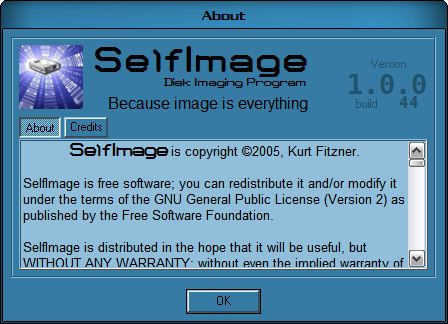 About
SelfImage
Disk Imaging Program
Because image is everything
Version
1.0.0
build 44
About Credits
SelfImage is copyright ©2005, Kurt Fitzner.
SelfImage is free software; you can redistribute it and/or modify it
under the terms of the GNU General Public License (Version 2) as
published by the Free Software Foundation.
SelfImage is distributed in the hope that it will be useful, but
WITHOUT ANY WARRANTY; without even the implied warranty of
OK